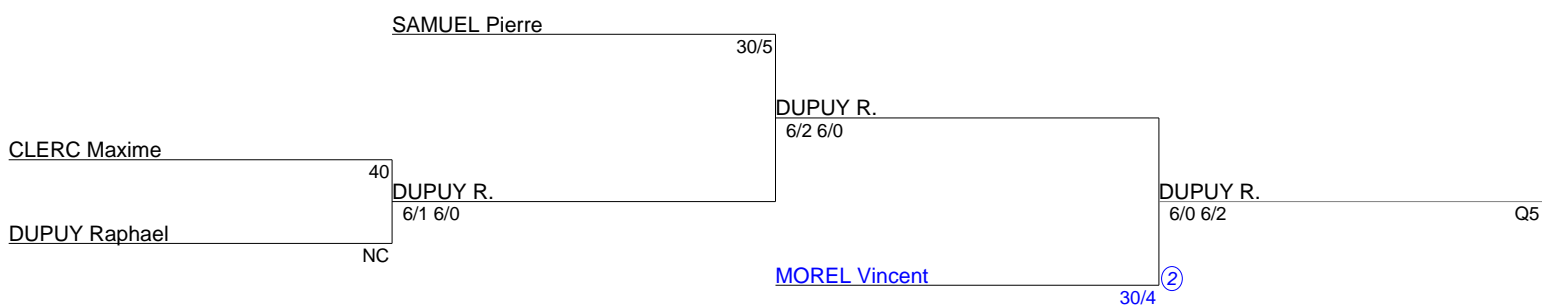 SAMUEL Pierre
30/5
DUPUY R.
6/2 6/0
CLERC Maxime
40
DUPUY R.
6/1 6/0
DUPUY R.
6/0 6/2
Q5
DUPUY Raphael
NC
MOREL Vincent
2
30/4